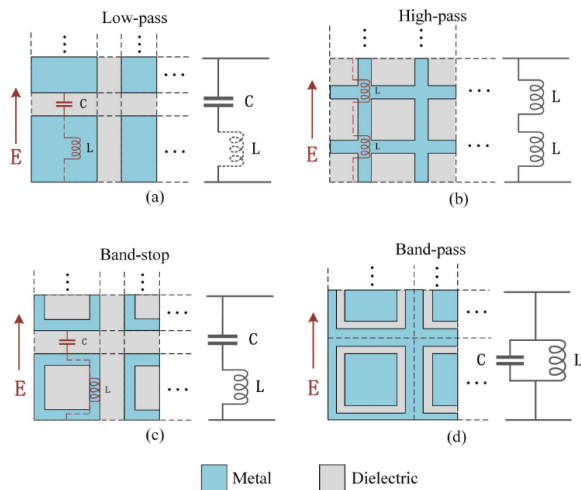 Low-pass
C
L
E
C
L
(a)
High-pass
L
L
E
L
L
(b)
Band-stop
C
L
E
C
L
(c)
Band-pass
E
C
L
(d)
Metal
Dielectric